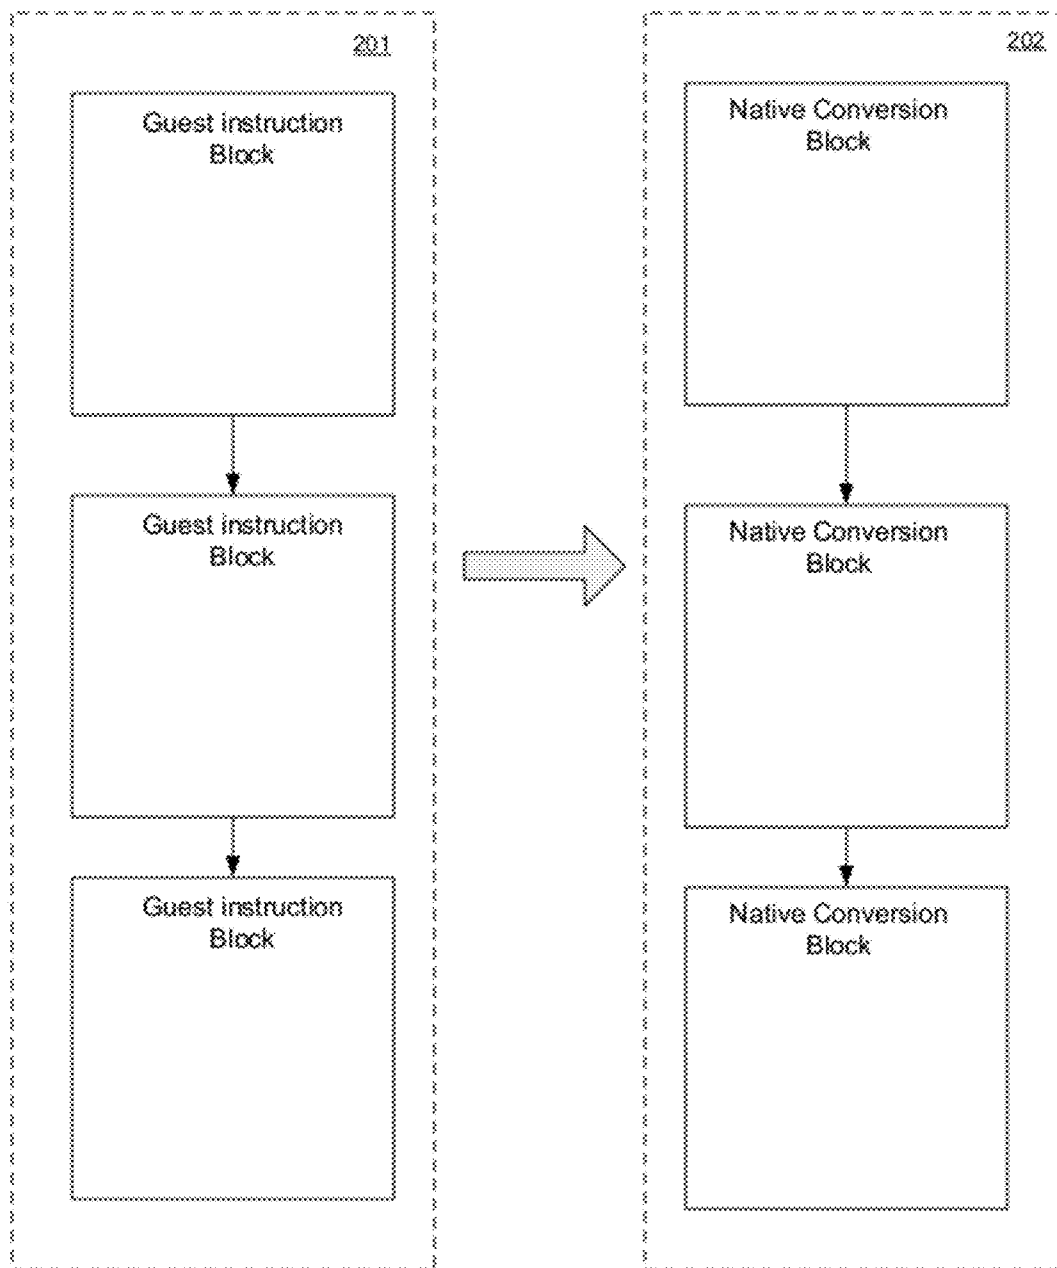 201
Guest instruction
Block
Guest instruction
Block
Guest instruction
Block
202
Native Conversion
Block
Native Conversion
Block
Native Conversion
Block